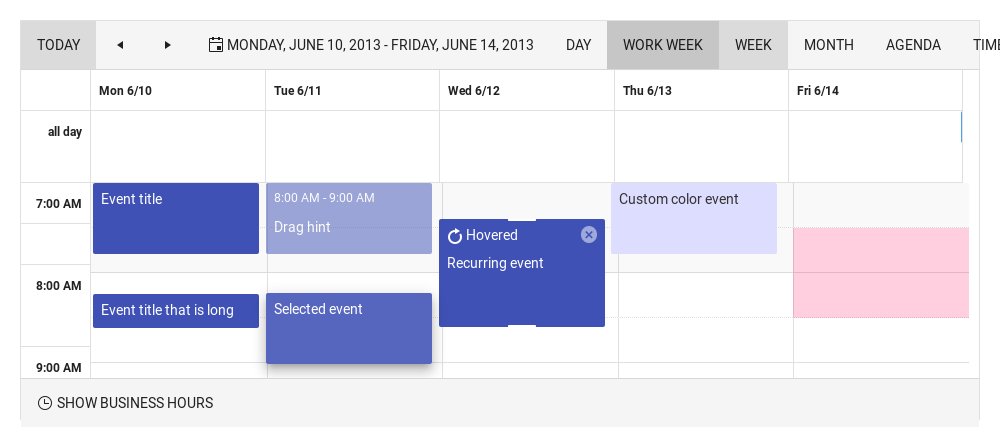 TODAY
MONDAY, JUNE 10, 2013 - FRIDAY, JUNE 14, 2013
DAY
WORK WEEK
WEEK
MONTH
AGENDA
TIME
Mon 6/10
Tue 6/11
Wed 6/12
Thu 6/13
Fri 6/14
all day
7:00 AM
Event title
8:00 AM - 9:00 AM
Drag hint
Hovered
Recurring event
Custom color event
8:00 AM
Event title that is long
Selected event
9:00 AM
SHOW BUSINESS HOURS